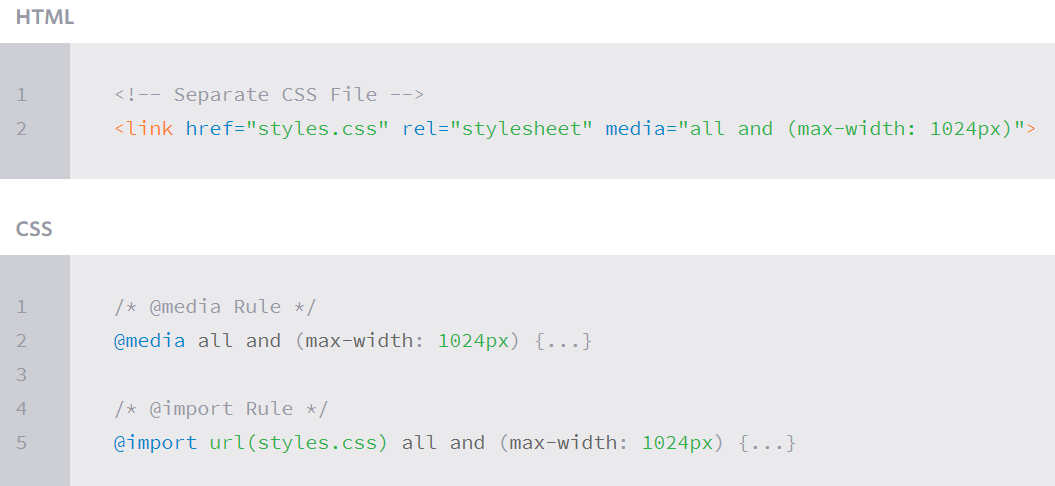 HTML
1 <!-- Separate CSS File -->
2 <link href="styles.css" rel="stylesheet" media="all and (max-width: 1024px)">
CSS
1 /* @media Rule */
2 @media all and (max-width: 1024px) {...}
3
4 /* @import Rule */
5 @import url(styles.css) all and (max-width: 1024px) {...}